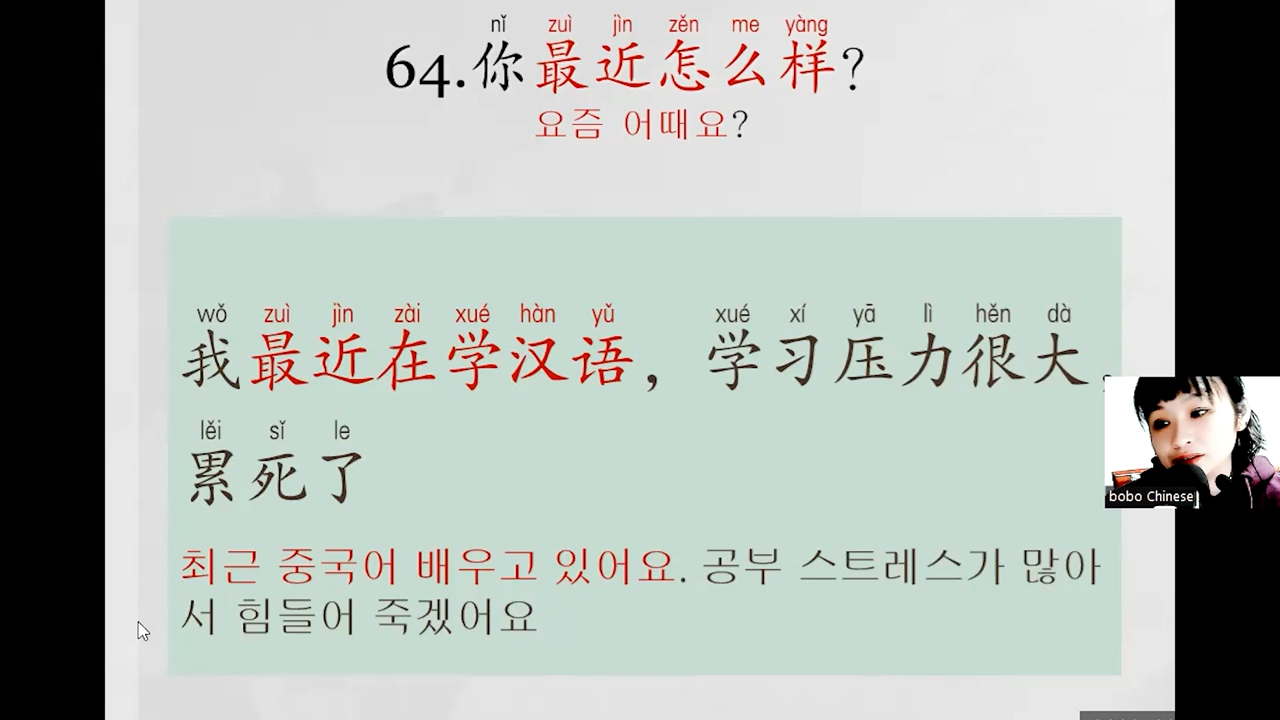 nǐ zuì jìn zěn me yàng
64.你最近怎么样?
요즘 어때요?
wǒ zuì jìn zài xué hàn yǔ xué xí yā lì hěn dà
我最近在学汉语，学习压力很大，
lěi sǐ le
累死了
최근 중국어 배우고 있어요. 공부 스트레스가 많아
서 힘들어 죽겠어요
bobo Chinese